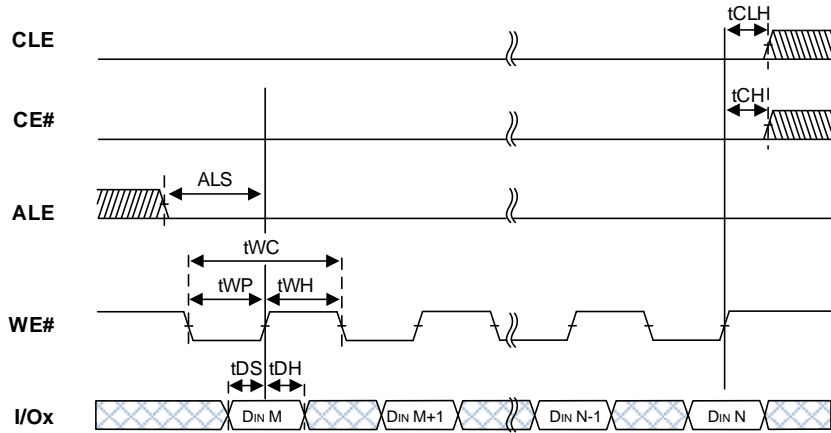 CLE
tCLH
CE#
tCH
ALE
ALS
tWC
tWP
tWH
WE#
tDS
tDH
I/Ox
DIN M
DIN M+1
DIN N-1
DIN N